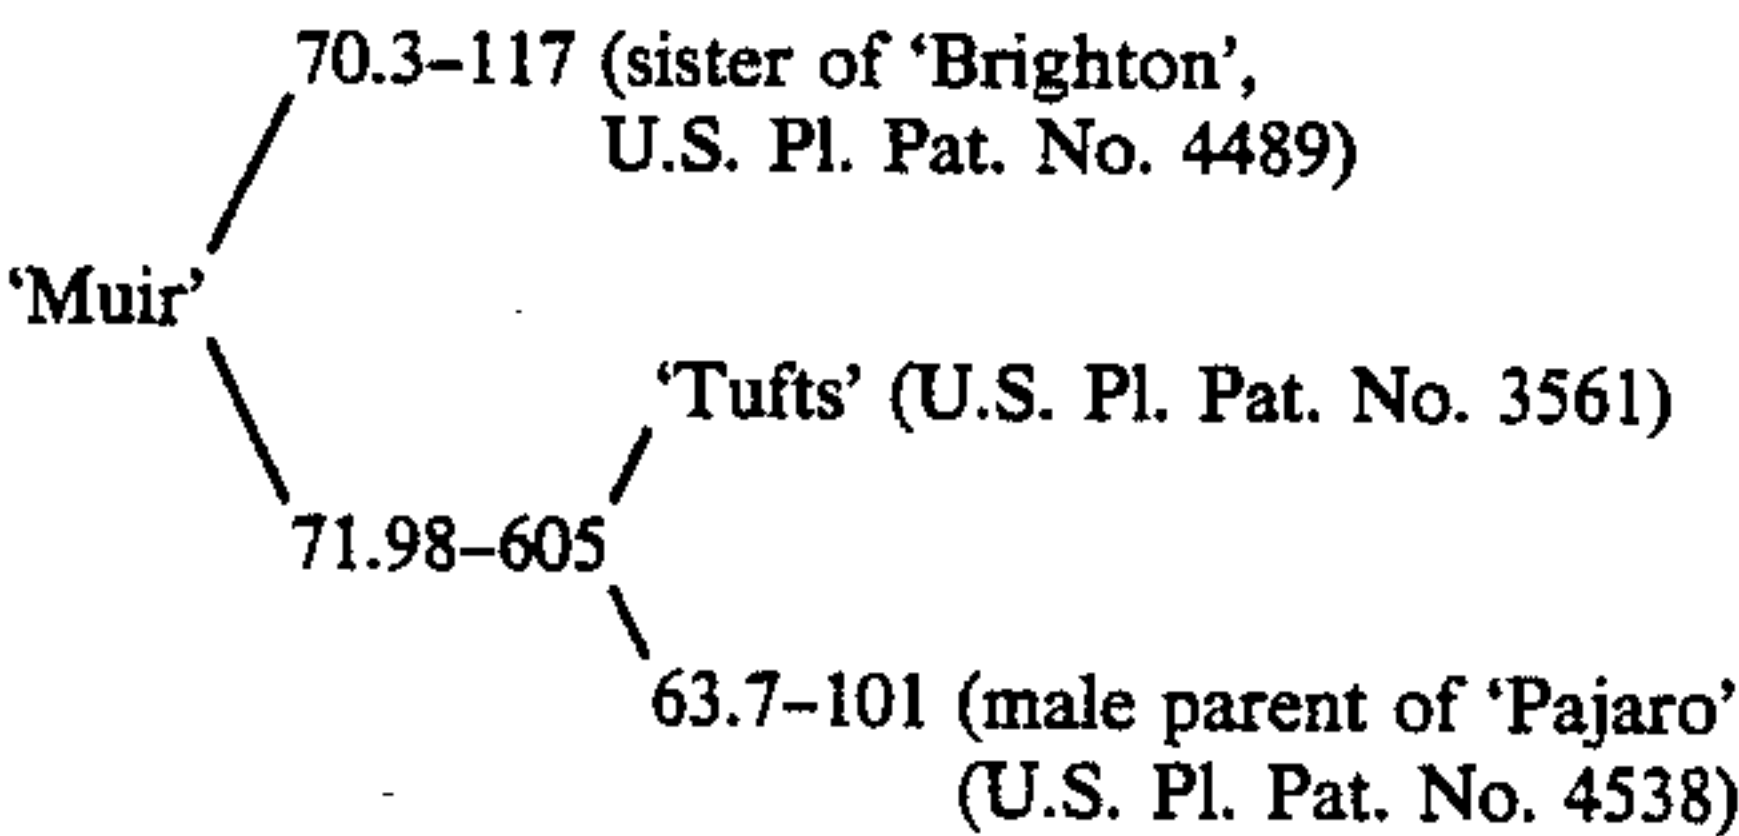 70.3–117 (sister of ‘Brighton’,
U.S. Pl. Pat. No. 4489)
‘Muir’
‘Tufts’ (U.S. Pl. Pat. No. 3561)
71.98–605
63.7–101 (male parent of ‘Pajaro’
(U.S. Pl. Pat. No. 4538)